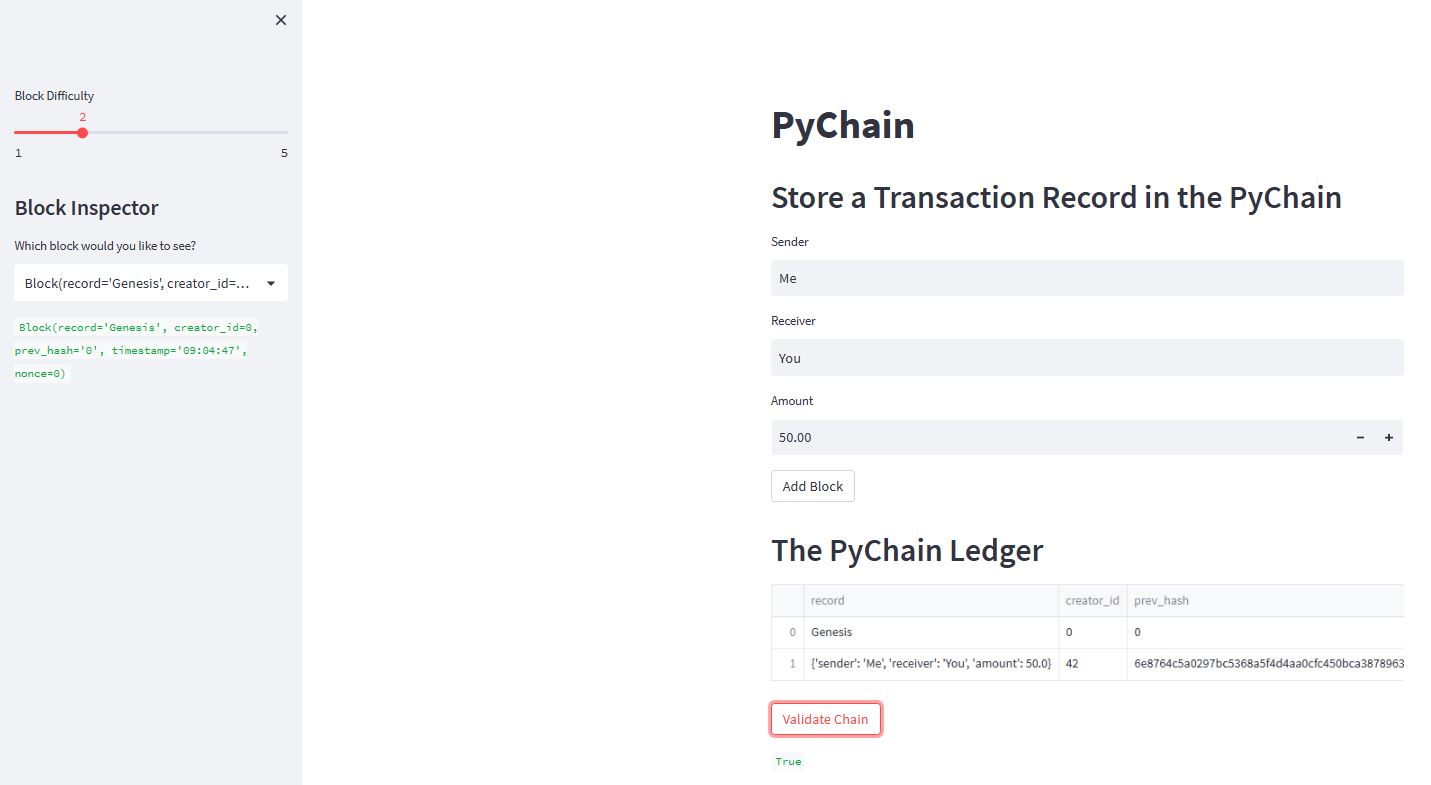 Block Difficulty
2
1 5
Block Inspector
Which block would you like to see?
Block(record='Genesis', creator_id=...
Block(record='Genesis', creator_id=0,
prev_hash='0', timestamp='09:04:47',
nonce=0)
PyChain
Store a Transaction Record in the PyChain
Sender
Me
Receiver
You
Amount
50.00
Add Block
The PyChain Ledger
record creator_id prev_hash
0 Genesis 0 0
1 {'sender': 'Me', 'receiver': 'You', 'amount': 50.0} 42 6e8764c5a0297bc5368a5f4d4aa0cfc450bca3878963
Validate Chain
True